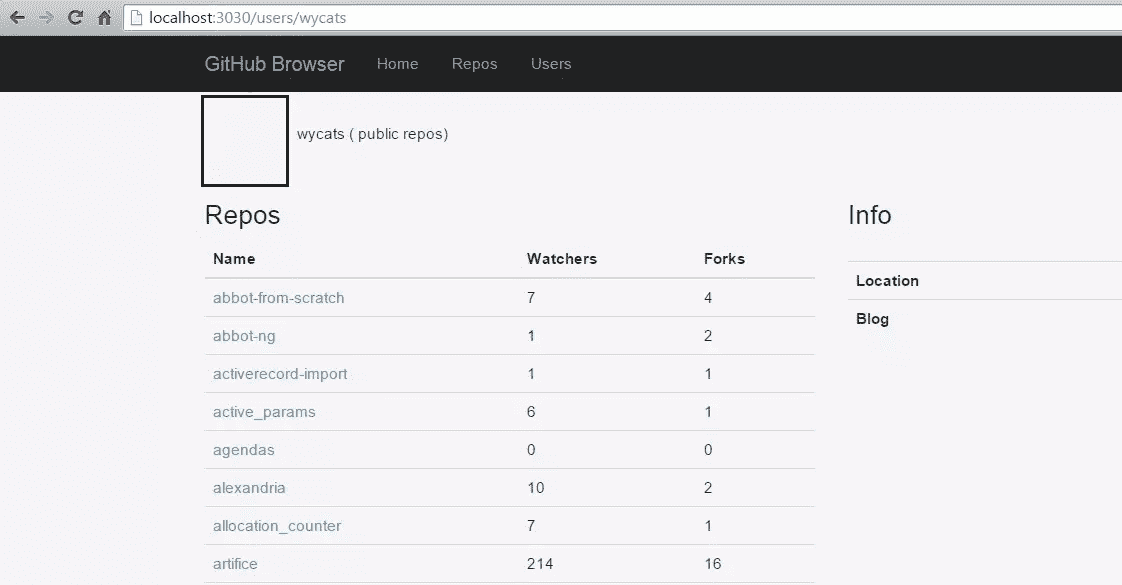 localhost:3030/users/wycats
GitHub Browser Home Repos Users
wycats ( public repos)
Repos
Name Watchers Forks
abbot-from-scratch 7 4
abbot-ng 1 2
activerecord-import 1 1
active_params 6 1
agendas 0 0
alexandria 10 2
allocation_counter 7 1
artifice 214 16
Info
Location
Blog